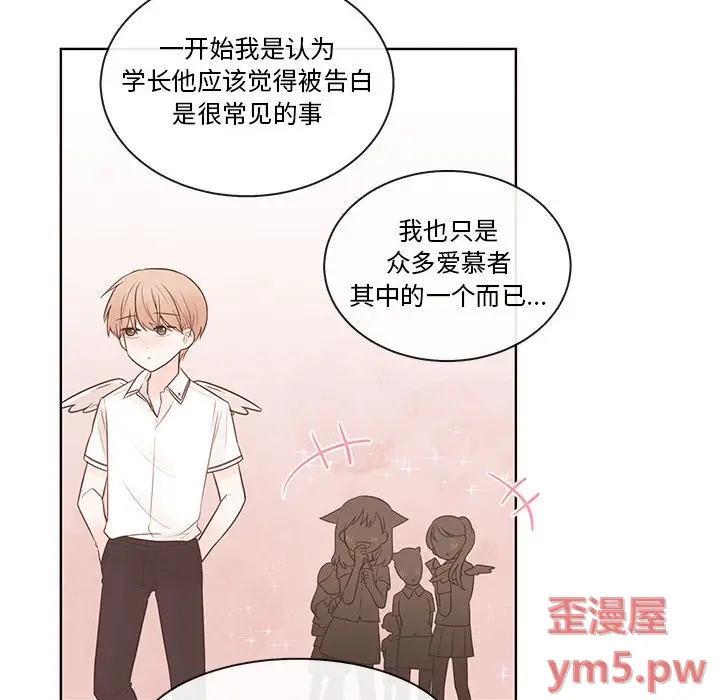 一开始我是认为
学长他应该觉得被告白
是很常见的事
我也只是
众多爱慕者
其中的一个而已...
歪漫屋
ym5.pw